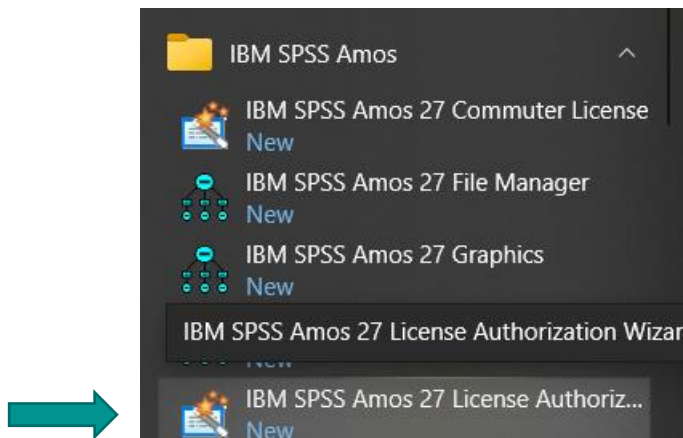 IBM SPSS Amos
IBM SPSS Amos 27 Commuter License
New
IBM SPSS Amos 27 File Manager
New
IBM SPSS Amos 27 Graphics
New
IBM SPSS Amos 27 License Authorization Wizar
New
IBM SPSS Amos 27 License Authoriz...
New